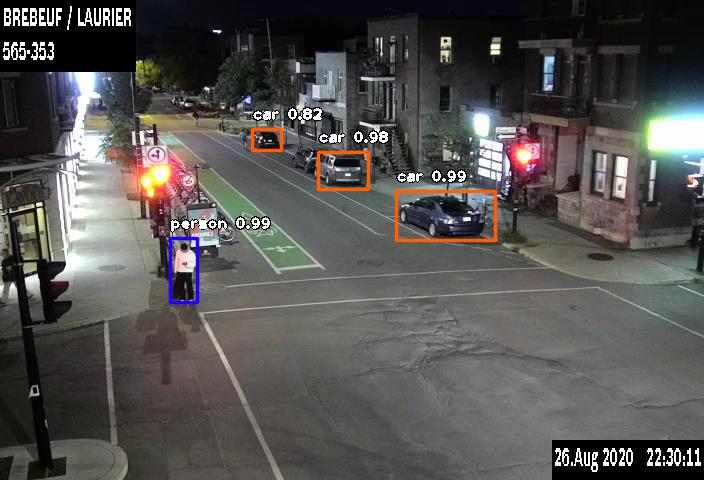 BREBEUF / LAURIER
565-353
car 0.82
car 0.98
car 0.99
person 0.99
26.Aug 2020 22:30:11